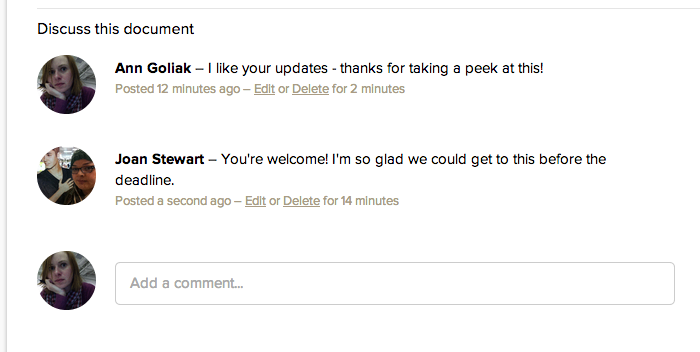 Discuss this document
Ann Goliak – I like your updates - thanks for taking a peek at this!
Posted 12 minutes ago – Edit or Delete for 2 minutes
Joan Stewart – You're welcome! I'm so glad we could get to this before the
deadline.
Posted a second ago – Edit or Delete for 14 minutes
Add a comment...